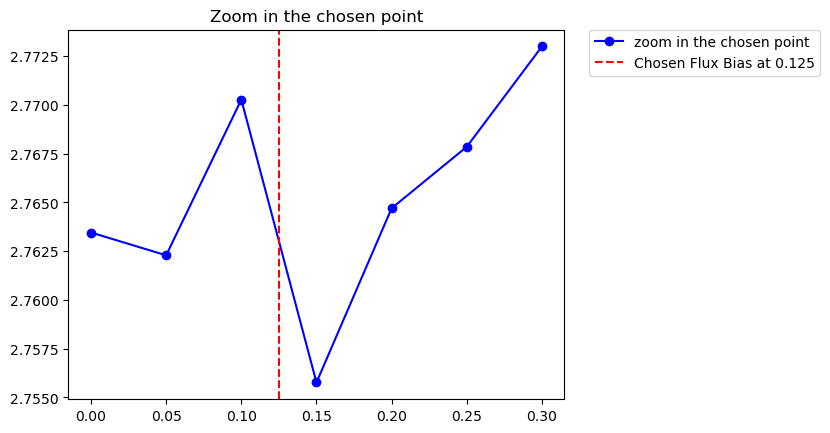 Zoom in the chosen point
zoom in the chosen point
Chosen Flux Bias at 0.125
2.7725
2.7700
2.7675
2.7650
2.7625
2.7600
2.7575
2.7550
0.00 0.05 0.10 0.15 0.20 0.25 0.30